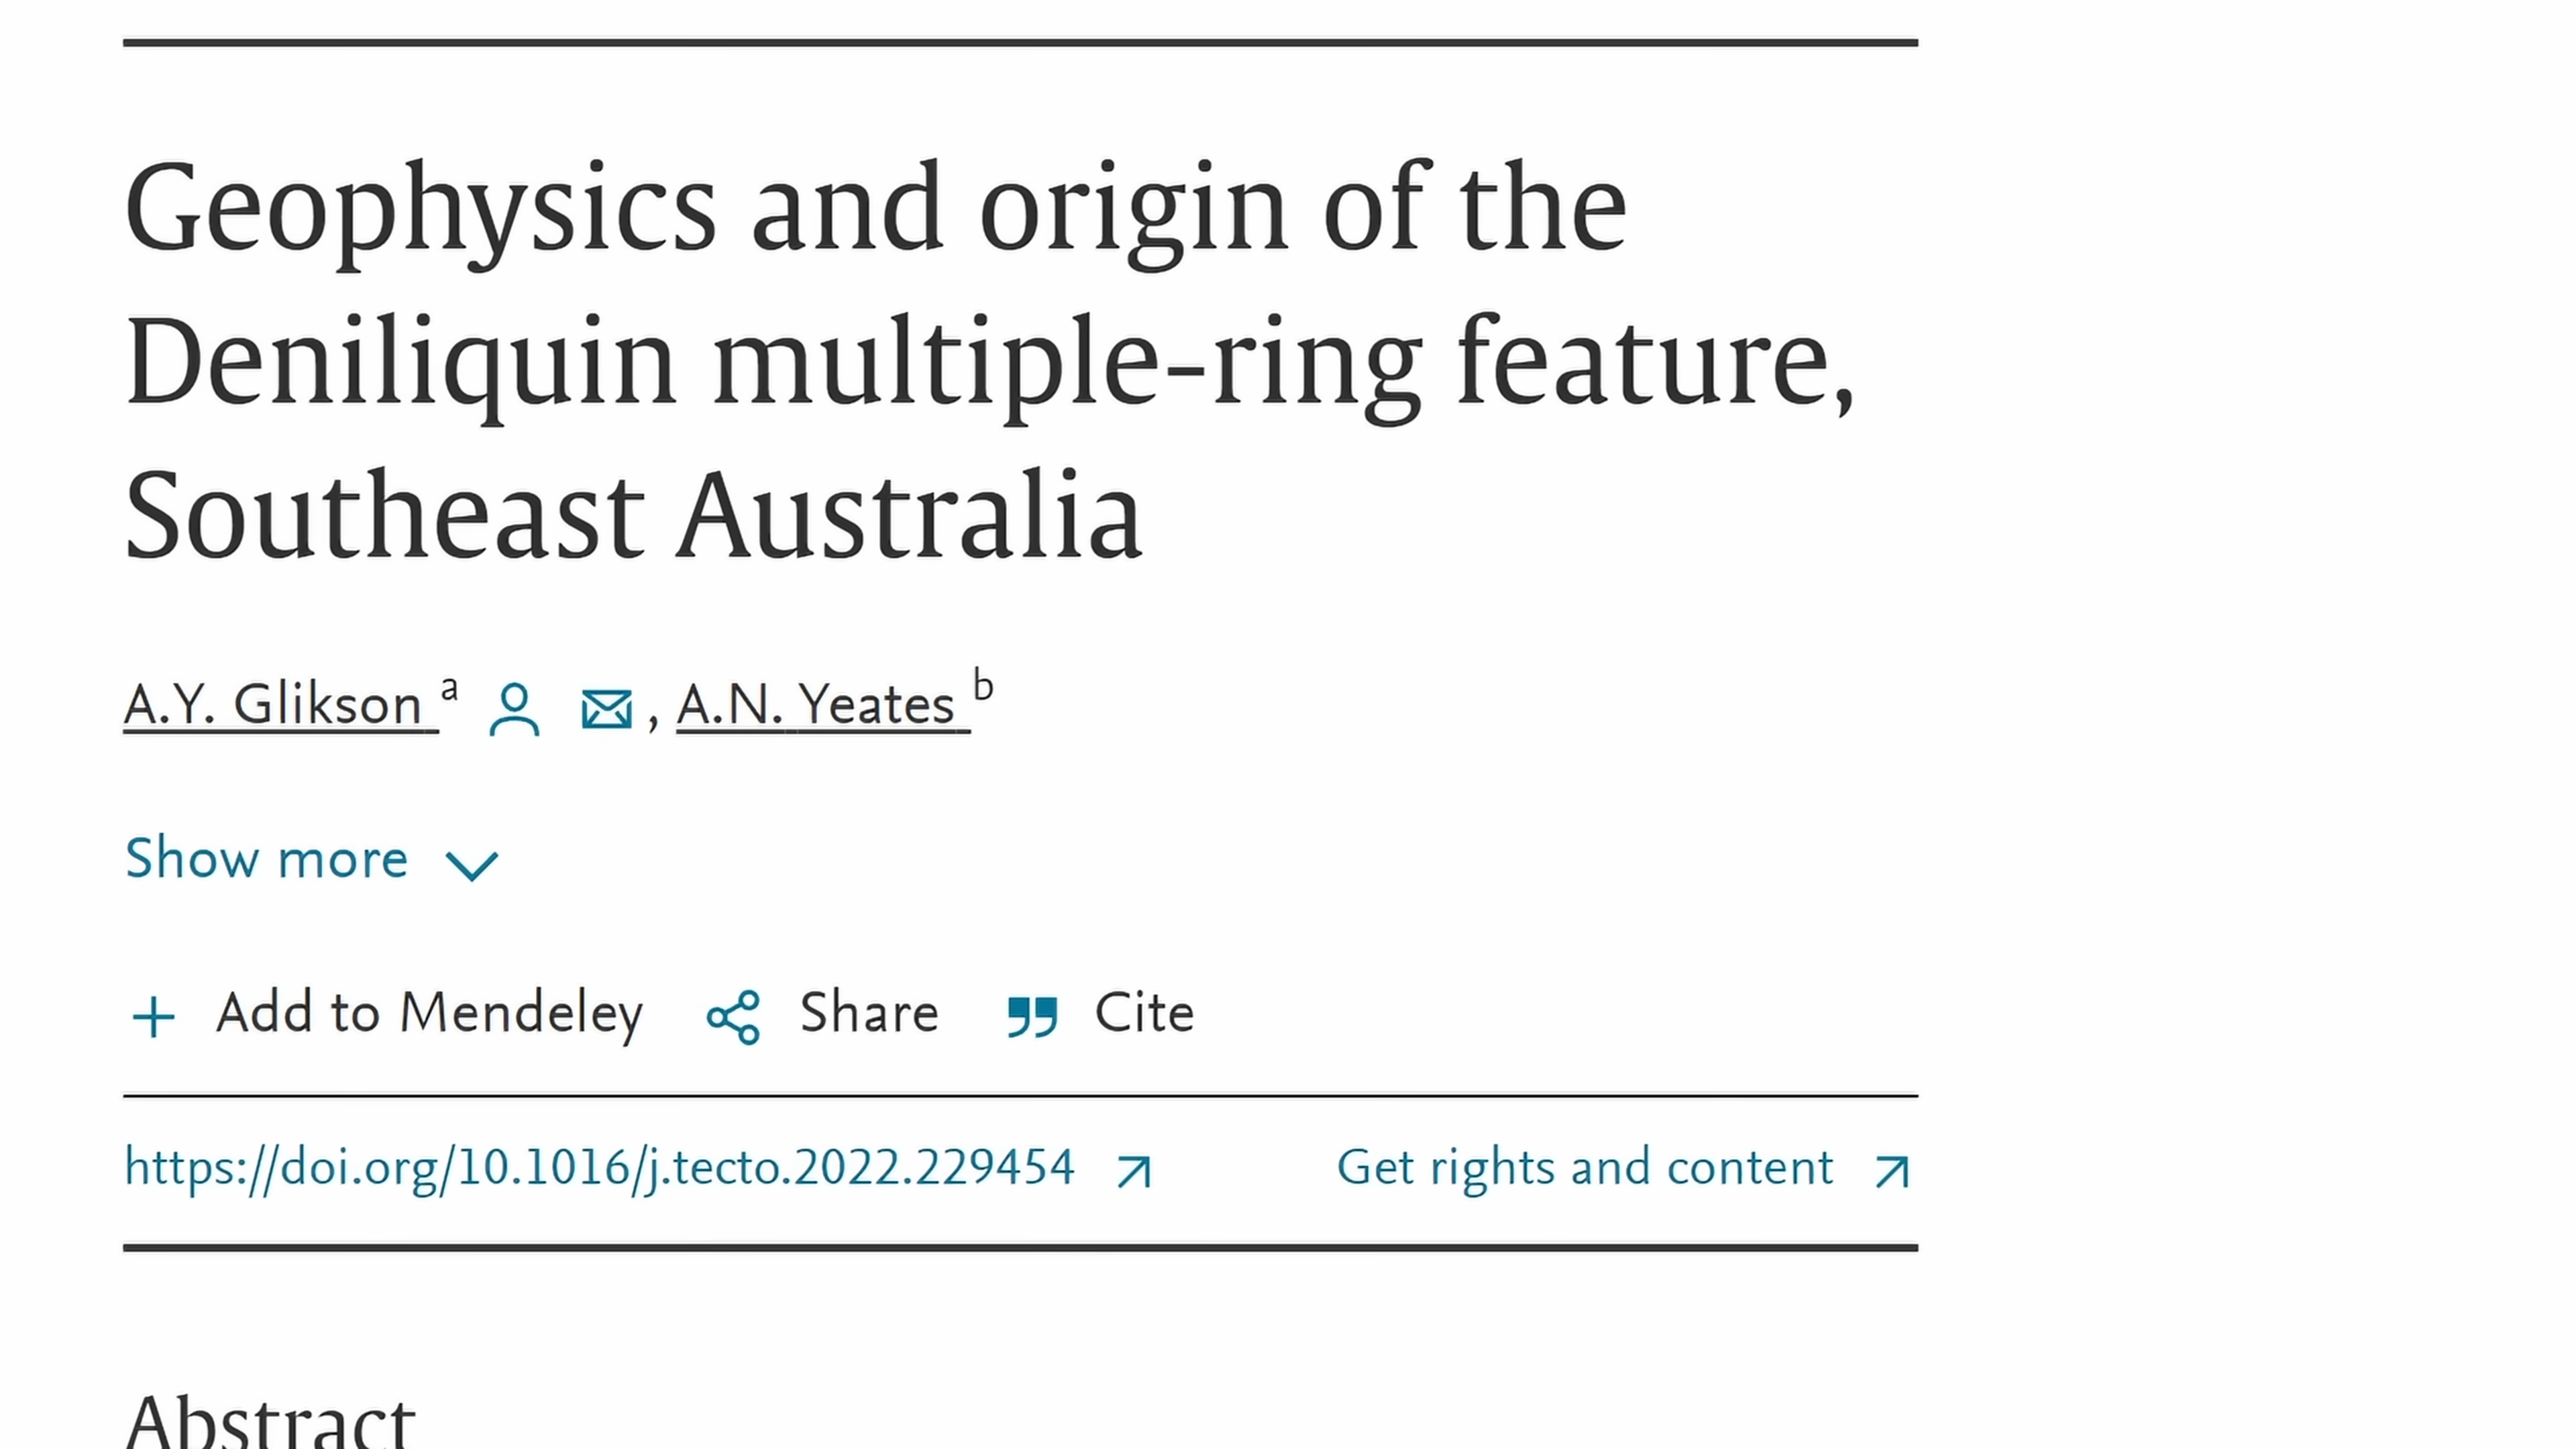 Geophysics and origin of the
Deniliquin multiple-ring feature,
Southeast Australia
A.Y. Glikson a , A.N. Yeates b
Show more
Add to Mendeley Share Cite
https://doi.org/10.1016/j.tecto.2022.229454 Get rights and content
Abstract